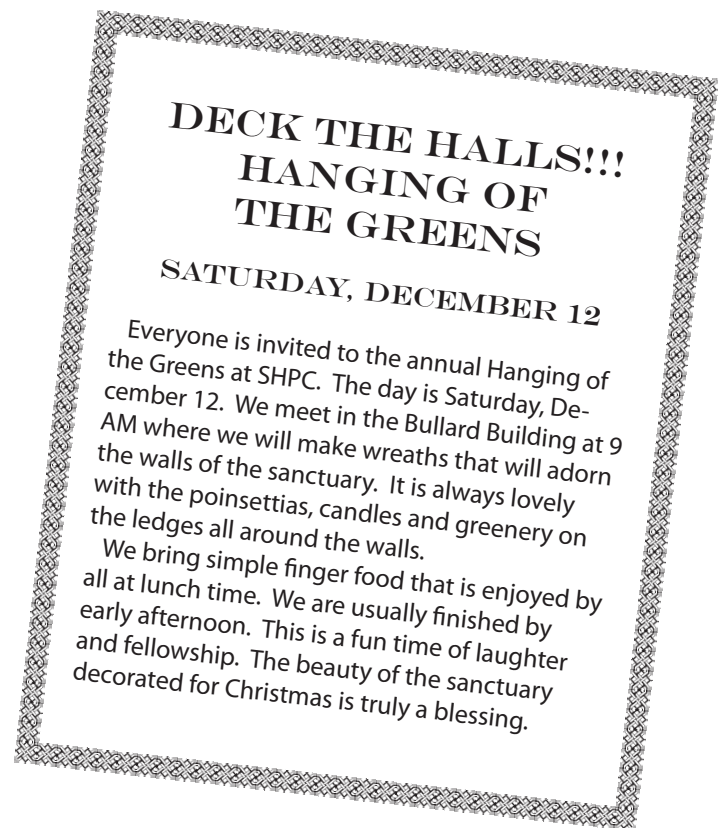 DECK THE HALLS!!!
HANGING OF
THE GREENS
SATURDAY, DECEMBER 12
Everyone is invited to the annual Hanging of
the Greens at SHPC.  The day is Saturday, De-
cember 12.  We meet in the Bullard Building at 9
AM where we will make wreaths that will adorn
the walls of the sanctuary.  It is always lovely
with the poinsettias, candles and greenery on
the ledges all around the walls.
We bring simple finger food that is enjoyed by
all at lunch time.  We are usually finished by
early afternoon.  This is a fun time of laughter
and fellowship.  The beauty of the sanctuary
decorated for Christmas is truly a blessing.